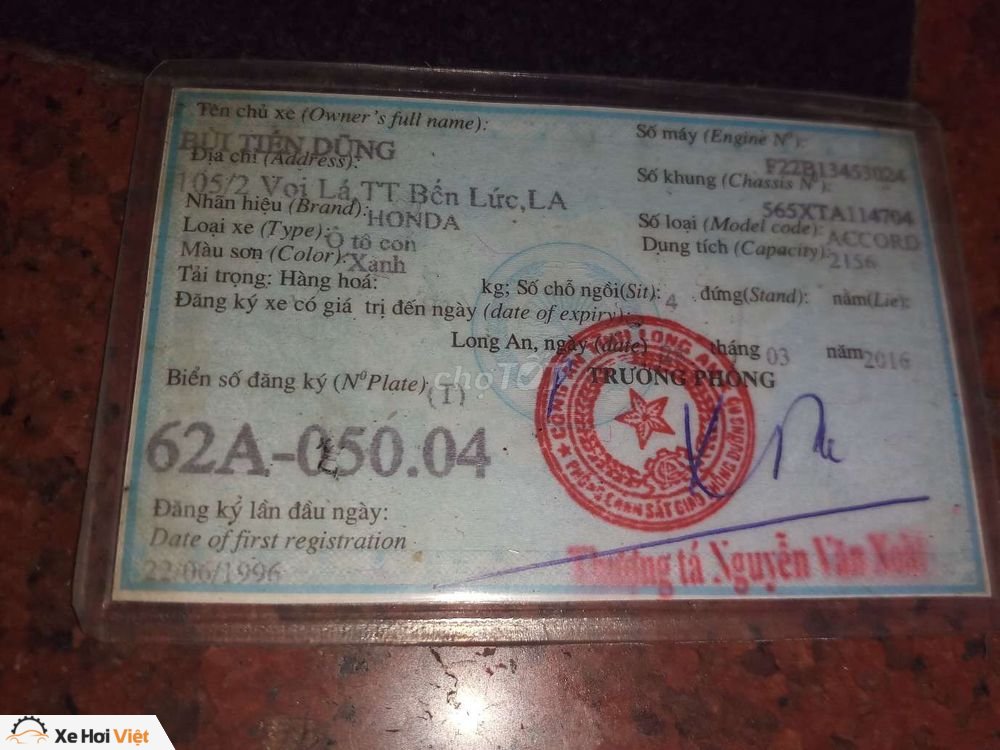 Tên chủ xe (Owner's full name):
BÙI TIẾN DŨNG
Địa chỉ (Address):
105/2 Voi Lá,TT Bến Lức,LA
Nhãn hiệu (Brand): HONDA
Loại xe (Type): Ô tô con
Màu sơn (Color): Xanh
Số máy (Engine N°):
F22B13453024
Số khung (Chassis N°):
565XTA114704
Số loại (Model code): ACCORD
Dung tích (Capacity): 2156
Tải trọng: Hàng hoá: kg; Số chỗ ngồi(Sit): 4 đứng(Stand): nằm(Lie):
Đăng ký xe có giá trị đến ngày (date of expiry):
Long An, ngày (date) tháng 03 năm 2016
TRƯỞNG PHÒNG
Biển số đăng ký (N°Plate) (T)
62A-050.04
Đăng ký lần đầu ngày:
Date of first registration
22/06/1996
Thượng tá Nguyễn Văn
chợTỐT
Xe Hơi Việt